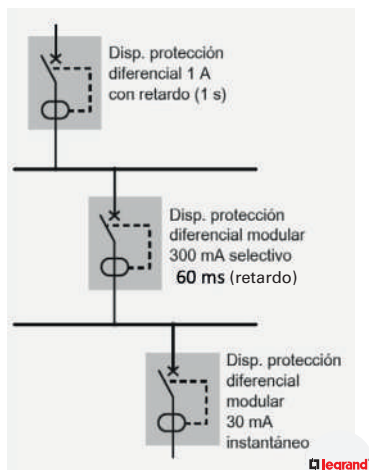 Disp. protección
diferencial 1 A
con retardo (1 s)
Disp. protección
diferencial modular
300 mA selectivo
60 ms (retardo)
Disp. protección
diferencial
modular
30 mA
instantáneo
legrand